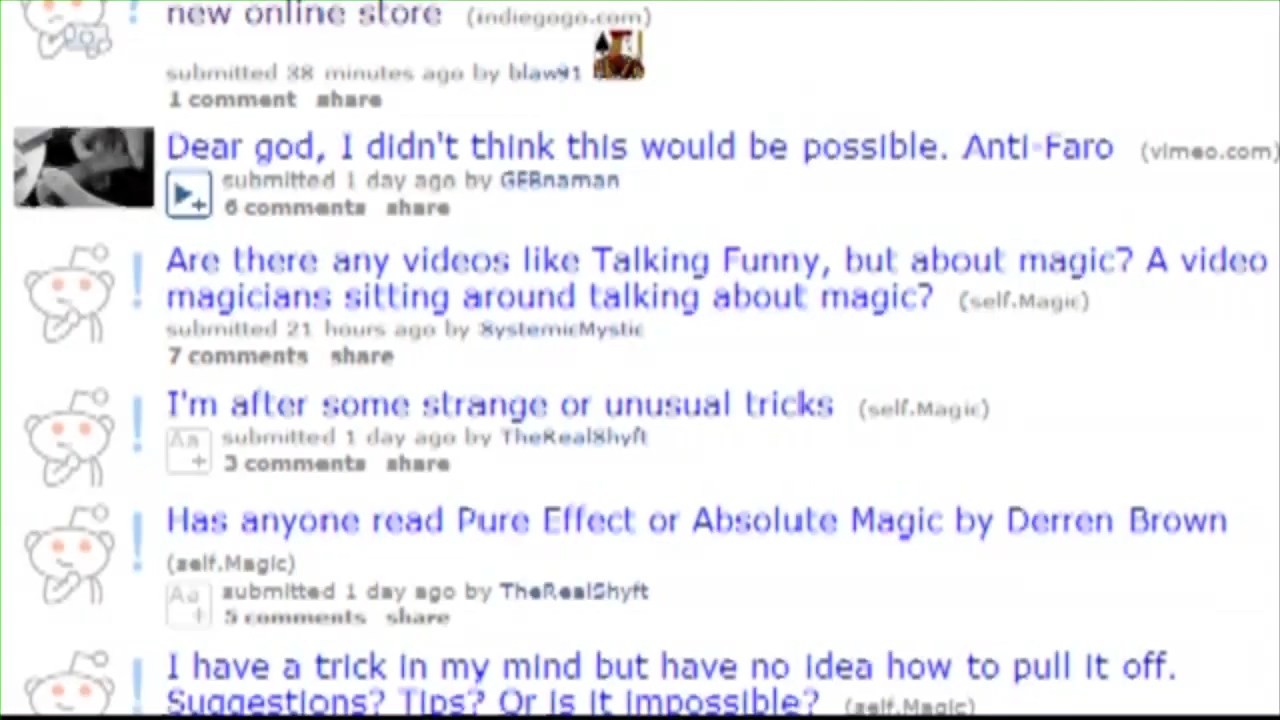 new online store (indiegogo.com)
submitted 38 minutes ago by blaw91
1 comment share
Dear god, I didn't think this would be possible. Anti-Faro (vimeo.com)
submitted 1 day ago by GFBnaman
6 comments share
Are there any videos like Talking Funny, but about magic? A video
magicians sitting around talking about magic? (self.Magic)
submitted 21 hours ago by SystemicMystic
7 comments share
I'm after some strange or unusual tricks (self.Magic)
Aa submitted 1 day ago by TheRealShyft
3 comments share
Has anyone read Pure Effect or Absolute Magic by Derren Brown
(self.Magic)
Aa submitted 1 day ago by TheRealShyft
5 comments share
I have a trick in my mind but have no idea how to pull it off.
Suggestions? Tips? Or is it impossible? (self.Magic)